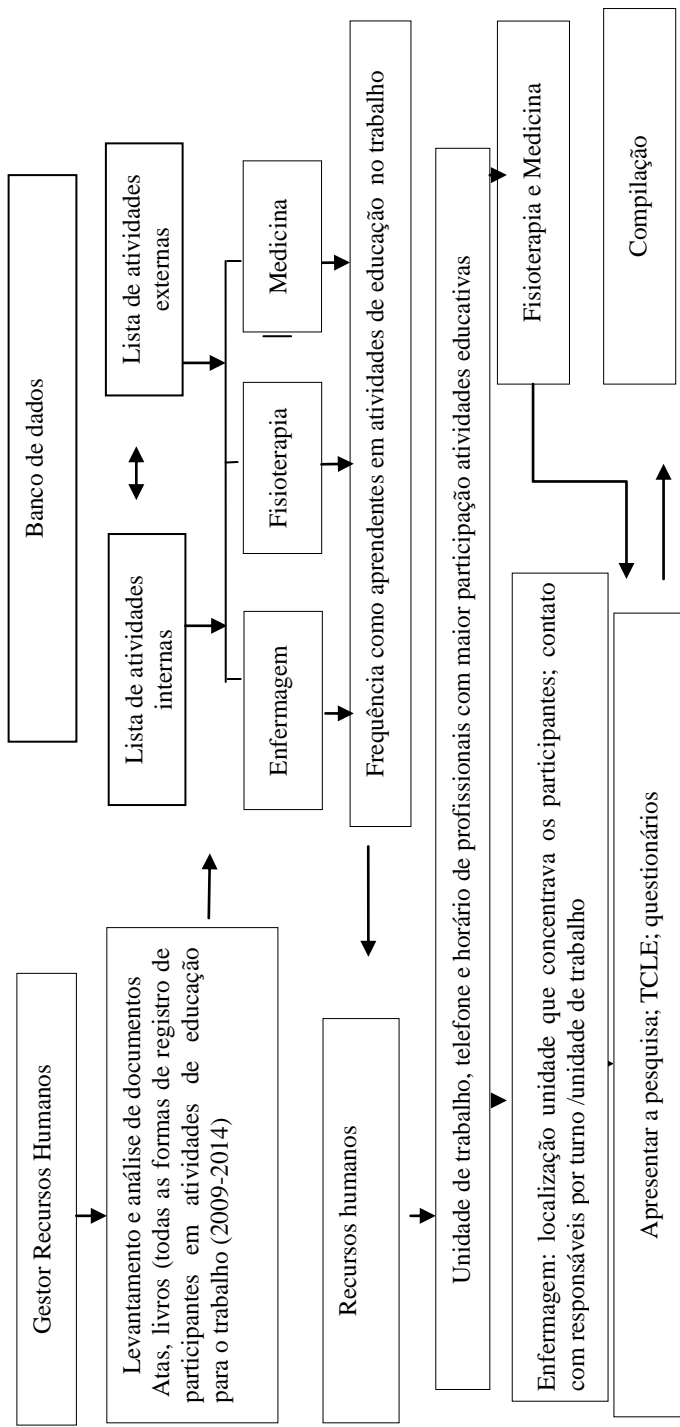 Banco de dados
Gestor Recursos Humanos
Lista de atividades
internas
Lista de atividades
externas
Levantamento e análise de documentos
Atas, livros (todas as formas de registro de
participantes em atividades de educação
para o trabalho (2009-2014)
Enfermagem
Fisioterapia
Medicina
Frequência como aprendentes em atividades de educação no trabalho
Recursos humanos
Unidade de trabalho, telefone e horário de profissionais com maior participação atividades educativas
Enfermagem: localização unidade que concentrava os participantes; contato
com responsáveis por turno /unidade de trabalho
Fisioterapia e Medicina
Apresentar a pesquisa; TCLE; questionários
Compilação